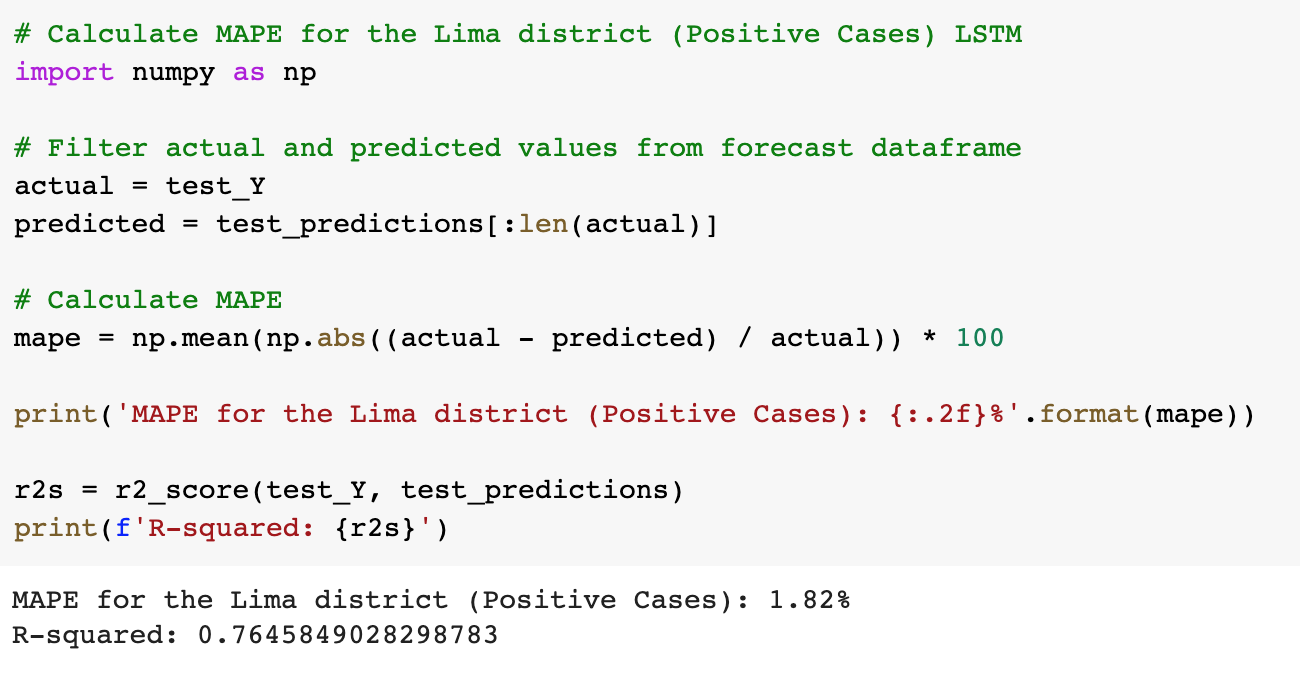 # Calculate MAPE for the Lima district (Positive Cases) LSTM
import numpy as np
# Filter actual and predicted values from forecast dataframe
actual = test_Y
predicted = test_predictions[:len(actual)]
# Calculate MAPE
mape = np.mean(np.abs((actual - predicted) / actual)) * 100
print('MAPE for the Lima district (Positive Cases): {:.2f}%'.format(mape))
r2s = r2_score(test_Y, test_predictions)
print(f'R-squared: {r2s}')
MAPE for the Lima district (Positive Cases): 1.82%
R-squared: 0.7645849028298783